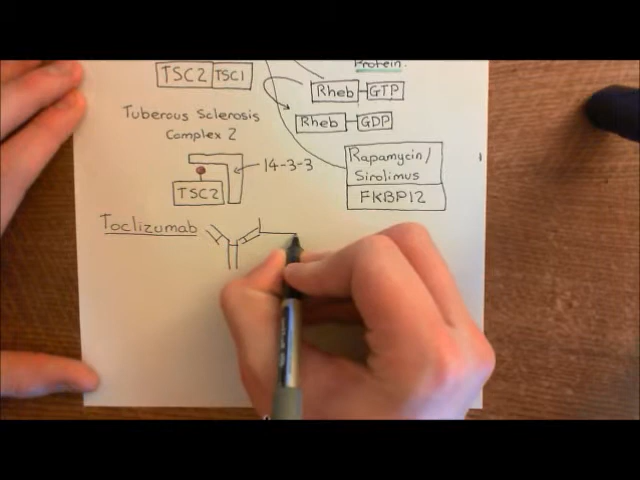 Protein.
TSC2 TSC1
Rheb GTP
Tuberous Sclerosis
Complex 2
Rheb GDP
14-3-3
TSC2
Rapamycin/
Sirolimus
FKBP12
Toclizumab